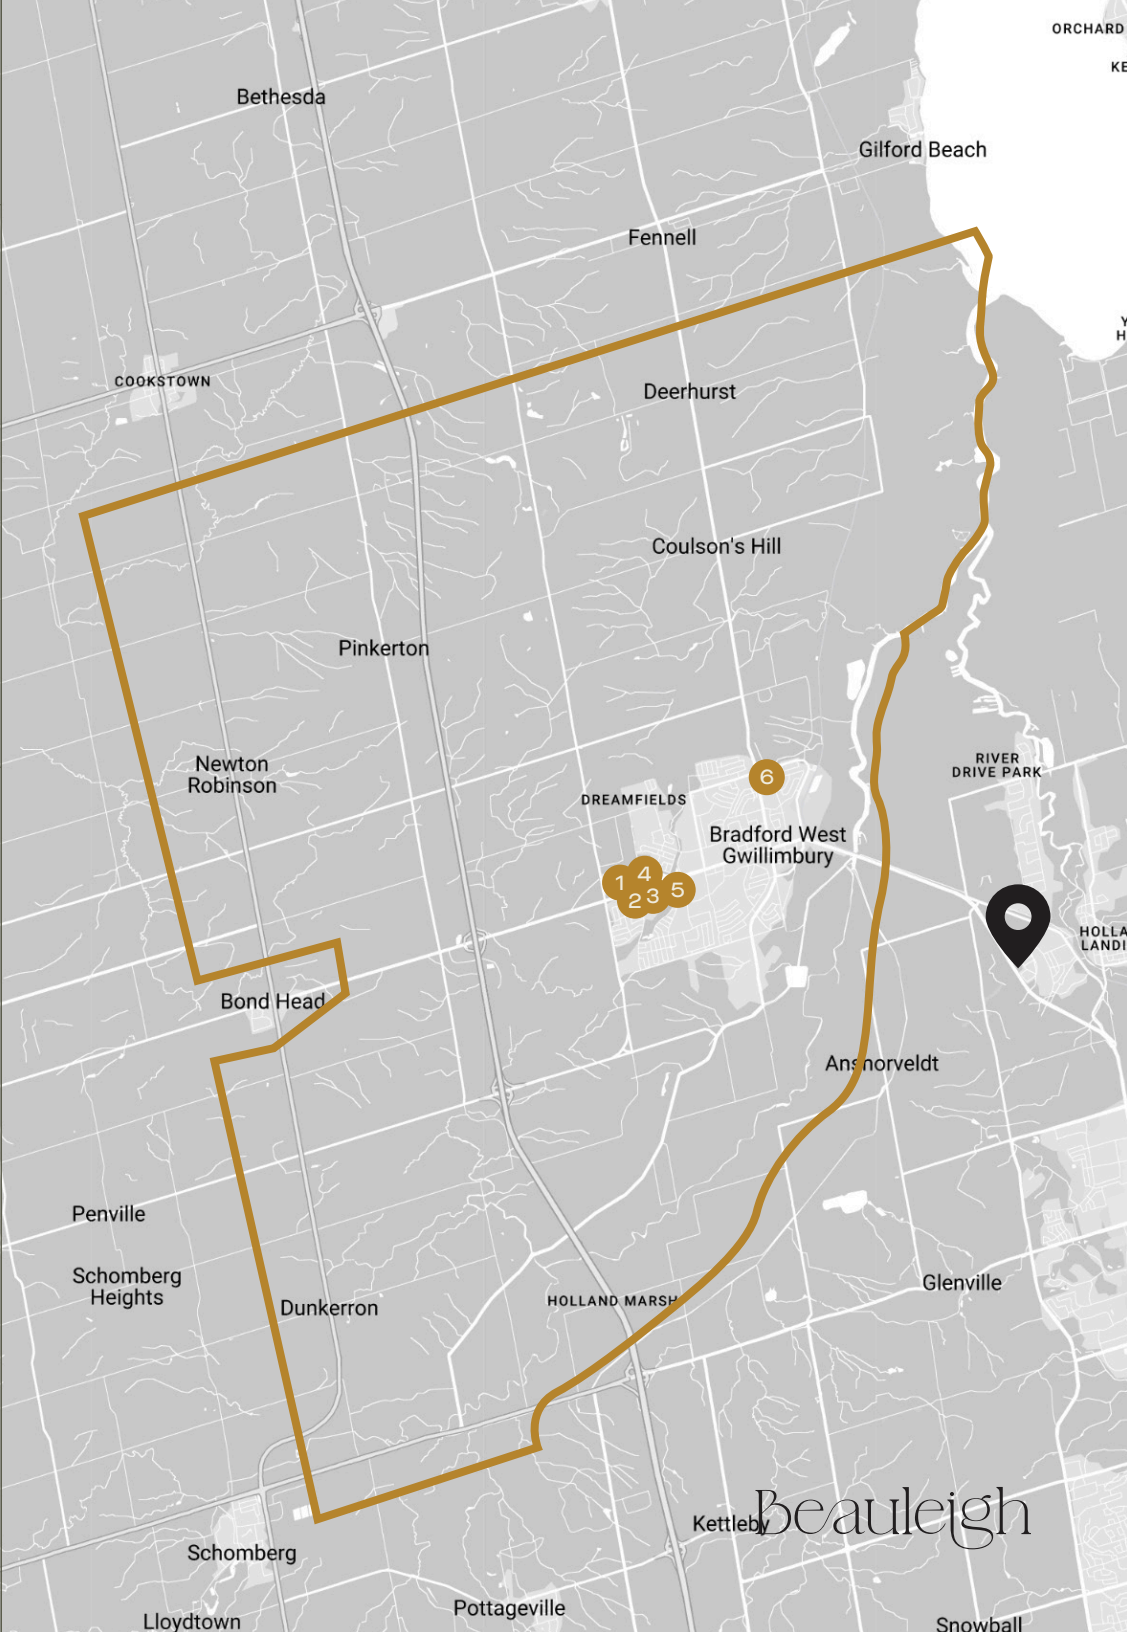 ORCHARD
KE
Bethesda
Gilford Beach
Fennell
Y
H
COOKSTOWN
Deerhurst
Coulson's Hill
Pinkerton
Newton
Robinson
RIVER
DRIVE PARK
6
DREAMFIELDS
Bradford West
Gwillimbury
1
4
2
3
5
HOLLA
LANDI
Bond Head
Ansnorveldt
Penville
Schomberg
Heights
Glenville
Dunkerron
HOLLAND MARSH
Beauleigh
Kettleby
Schomberg
Pottageville
Lloydtown
Snowball